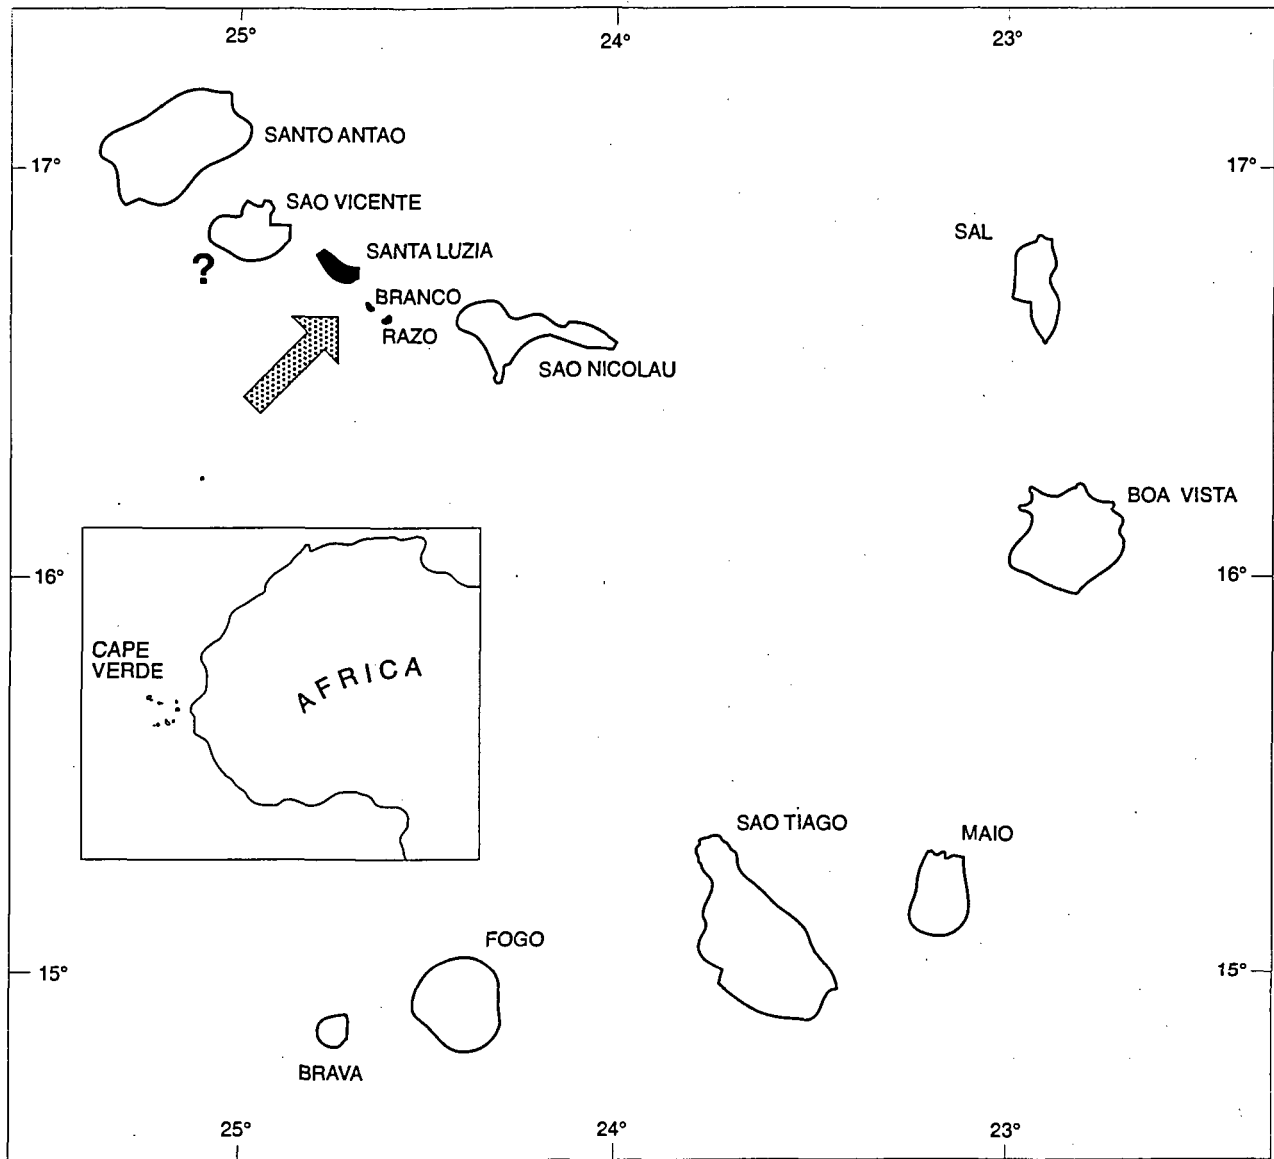 25°
24°
23°
SANTO ANTAO
17°
17°
SAO VICENTE
SAL
SANTA LUZIA
?
BRANCO
RAZO
SAO NICOLAU
BOA VISTA
16°
16°
CAPE
VERDE
AFRICA
SAO TIAGO
MAIO
FOGO
15°
15°
BRAVA
25°
24°
23°